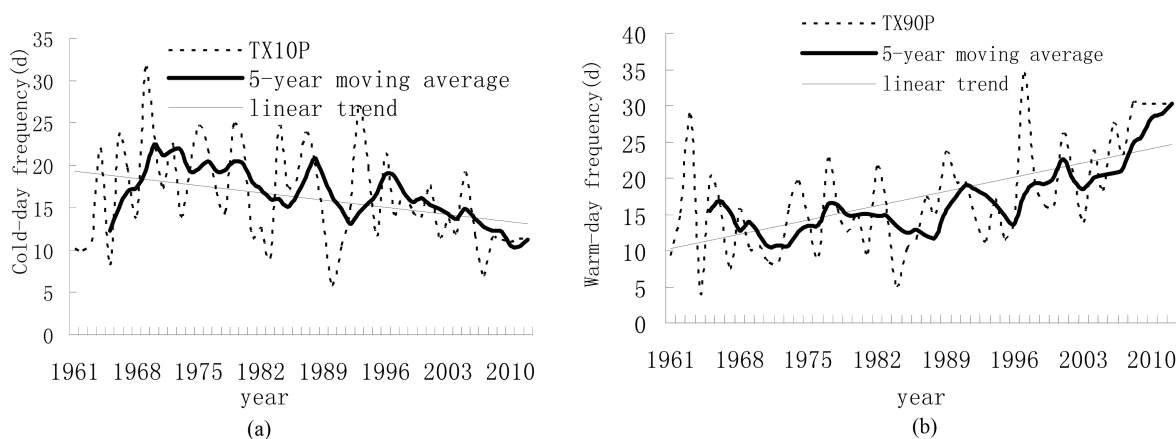 35
30
25
20
15
10
5
0
Cold-day frequency(d)
TX10P
5-year moving average
linear trend
1961 1968 1975 1982 1989 1996 2003 2010
year
(a)
40
35
30
25
20
15
10
5
0
Warm-day frequency(d)
TX90P
5-year moving average
linear trend
1961 1968 1975 1982 1989 1996 2003 2010
year
(b)